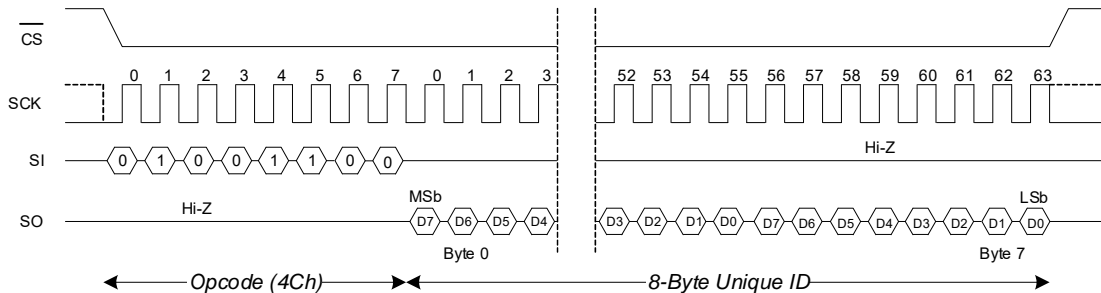 CS
0 1 2 3 4 5 6 7 0 1 2 3 52 53 54 55 56 57 58 59 60 61 62 63
SCK
Hi-Z
SI 0 1 0 0 1 1 0 0
Hi-Z MSb LSb
SO D7 D6 D5 D4 D3 D2 D1 D0 D7 D6 D5 D4 D3 D2 D1 D0
Byte 0 Byte 7
Opcode (4Ch) 8-Byte Unique ID